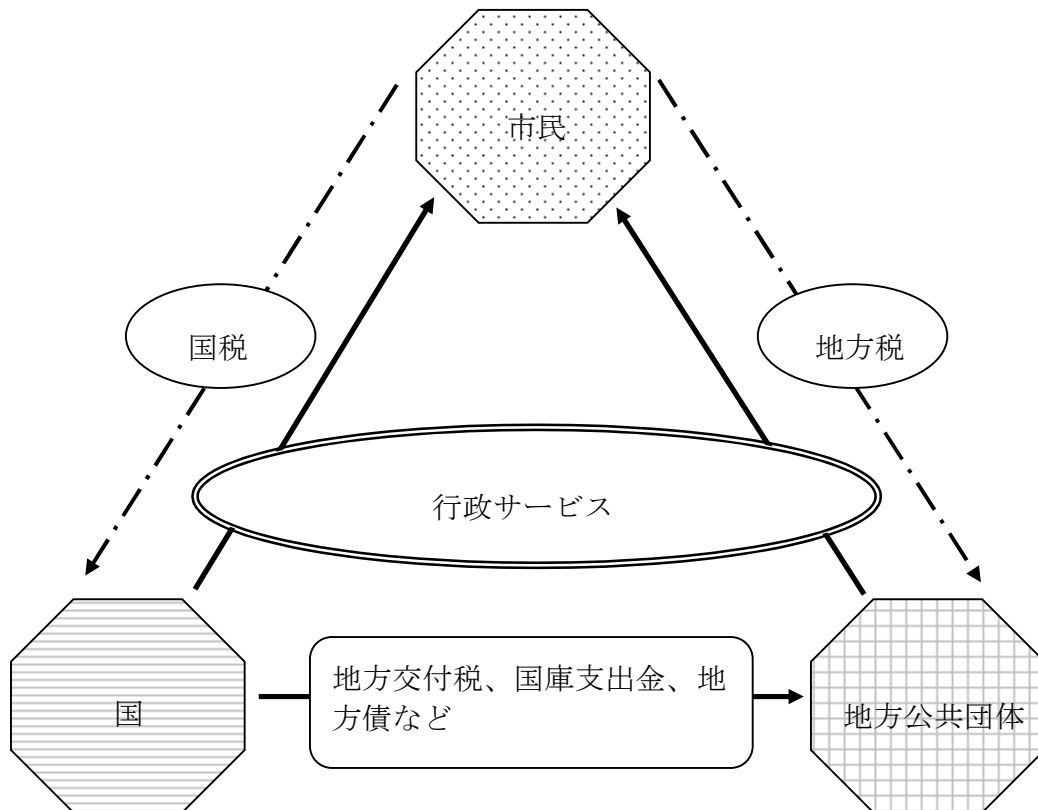 市民
国税
地方税
行政サービス
国
地方交付税、国庫支出金、地
方債など
地方公共団体